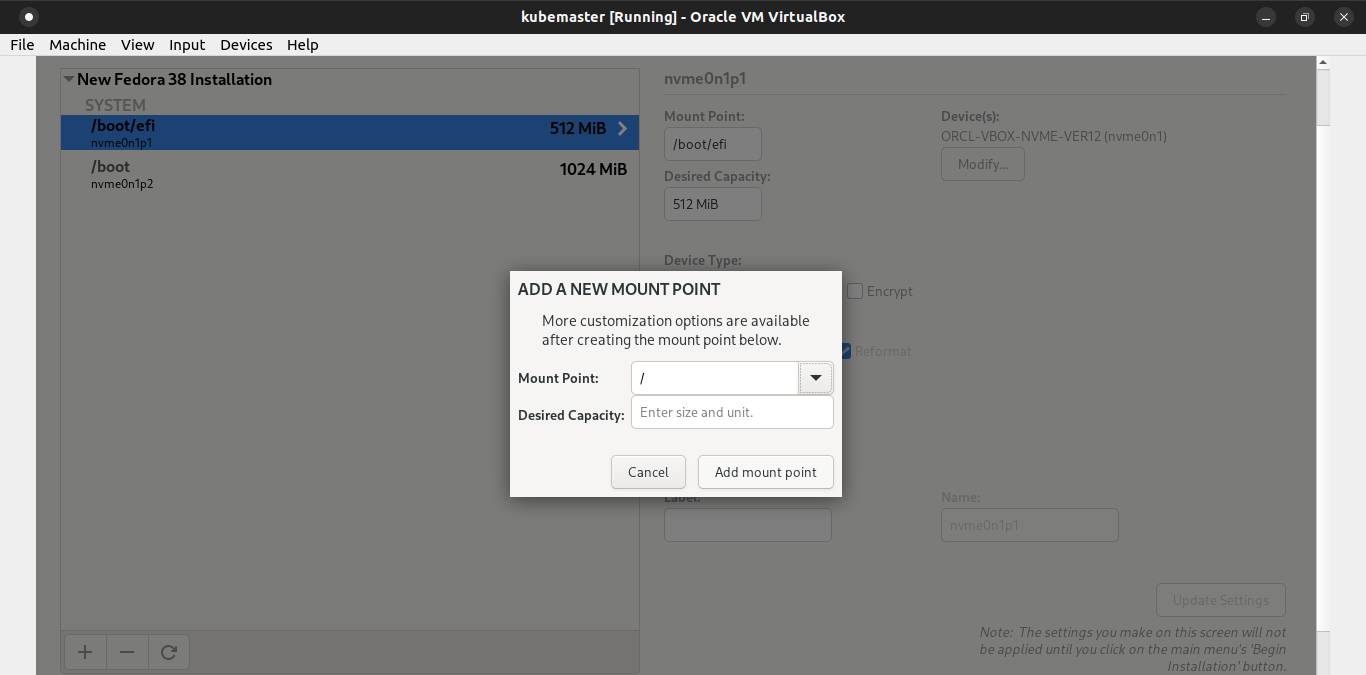 kubemaster [Running] - Oracle VM VirtualBox
File Machine View Input Devices Help
New Fedora 38 Installation
SYSTEM
/boot/efi
nvme0n1p1
512 MiB
/boot
nvme0n1p2
1024 MiB
nvme0n1p1
Mount Point:
/boot/efi
Desired Capacity:
512 MiB
Device(s):
ORCL-VBOX-NVME-VER12 (nvme0n1)
Modify...
Device Type:
Encrypt
Reformat
ADD A NEW MOUNT POINT
More customization options are available
after creating the mount point below.
Mount Point:
/
Desired Capacity:
Enter size and unit.
Cancel
Add mount point
Label:
Name:
nvme0n1p1
Update Settings
Note: The settings you make on this screen will not
be applied until you click on the main menu's 'Begin
Installation' button.